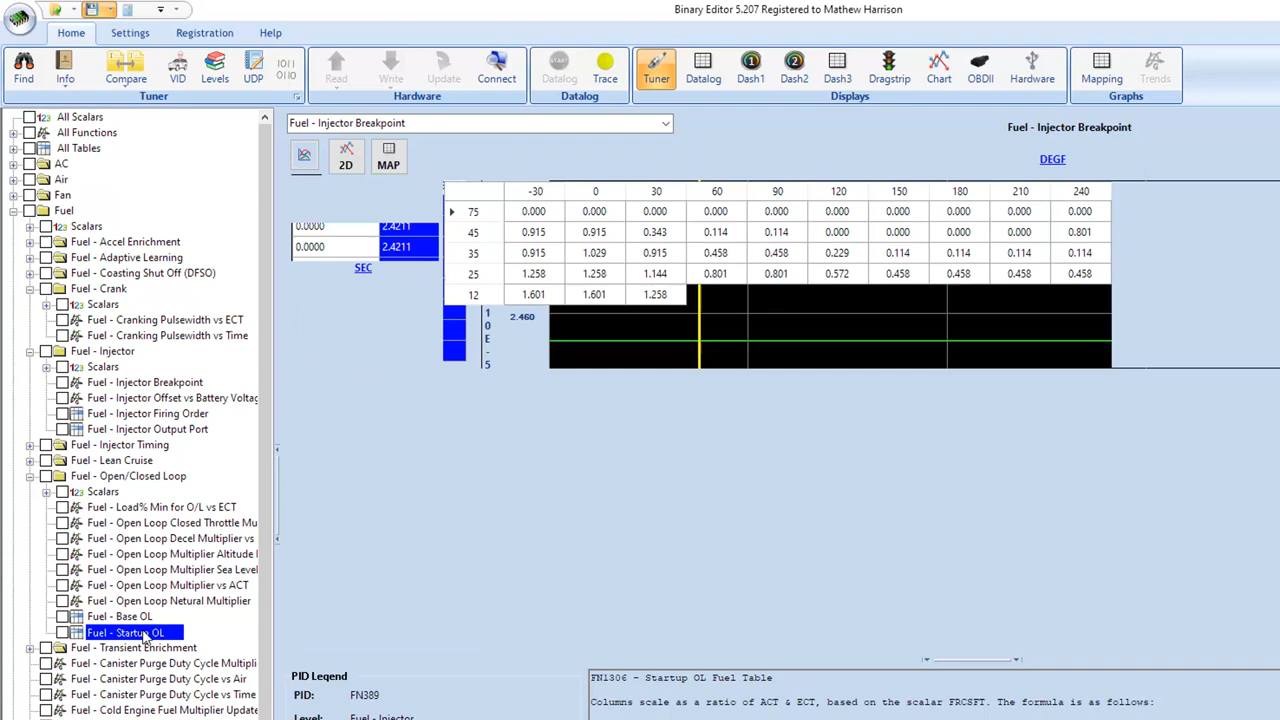 Binary Editor 5.207 Registered to Mathew Harrison
Home Settings Registration Help
Find Info Compare VID Levels UDP Read Write Update Connect Datalog Trace Tuner Datalog Dash1 Dash2 Dash3 Dragstrip Chart OBDII Hardware Mapping Trends
Tuner Hardware Datalog Displays Graphs
All Scalars
All Functions
All Tables
AC
Air
Fan
Fuel
Scalars
Fuel - Accel Enrichment
Fuel - Adaptive Learning
Fuel - Coasting Shut Off (DFSO)
Fuel - Crank
Scalars
Fuel - Cranking Pulsewidth vs ECT
Fuel - Cranking Pulsewidth vs Time
Fuel - Injector
Scalars
Fuel - Injector Breakpoint
Fuel - Injector Offset vs Battery Voltag
Fuel - Injector Firing Order
Fuel - Injector Output Port
Fuel - Injector Timing
Fuel - Lean Cruise
Fuel - Open/Closed Loop
Scalars
Fuel - Load% Min for O/L vs ECT
Fuel - Open Loop Closed Throttle Mu
Fuel - Open Loop Decel Multiplier vs
Fuel - Open Loop Multiplier Altitude
Fuel - Open Loop Multiplier Sea Level
Fuel - Open Loop Multiplier vs ACT
Fuel - Open Loop Netural Multiplier
Fuel - Base OL
Fuel - Startup OL
Fuel - Transient Enrichment
Fuel - Canister Purge Duty Cycle Multipli
Fuel - Canister Purge Duty Cycle vs Air
Fuel - Canister Purge Duty Cycle vs Time
Fuel - Cold Engine Fuel Multiplier Update
Fuel - Injector Breakpoint
Fuel - Injector Breakpoint
DEGF
2D MAP
-30 0 30 60 90 120 150 180 210 240
75 0.000 0.000 0.000 0.000 0.000 0.000 0.000 0.000 0.000 0.000
45 0.915 0.915 0.343 0.114 0.114 0.000 0.000 0.000 0.000 0.801
35 0.915 1.029 0.915 0.458 0.458 0.229 0.114 0.114 0.114 0.114
25 1.258 1.258 1.144 0.801 0.801 0.572 0.458 0.458 0.458 0.458
12 1.601 1.601 1.258
0.0000 2.4211
0.0000 2.4211
SEC
1
0
E
-
5
2.460
PID Legend
PID: FN389
Level: Fuel - Injector
FN1306 - Startup OL Fuel Table
Columns scale as a ratio of ACT & ECT, based on the scalar FRCSFT. The formula is as follows: